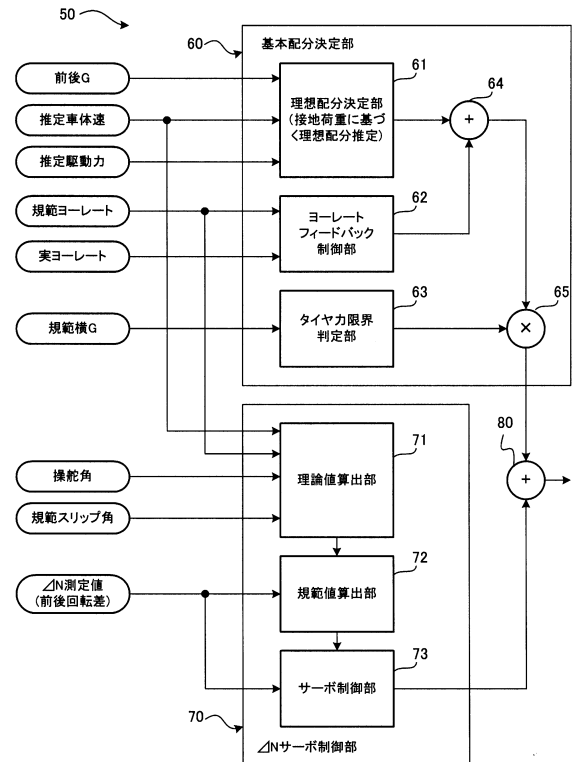 50
60
基本配分決定部
前後G
推定車体速
推定駆動力
61
理想配分決定部
(接地荷重に基づ
く理想配分推定)
64
+
規範ヨーレート
実ヨーレート
62
ヨーレート
フィードバック
制御部
規範横G
63
タイヤ力限界
判定部
65
×
71
理論値算出部
80
+
操舵角
規範スリップ角
72
規範値算出部
⊿N測定値
(前後回転差)
73
サーボ制御部
70
⊿Nサーボ制御部